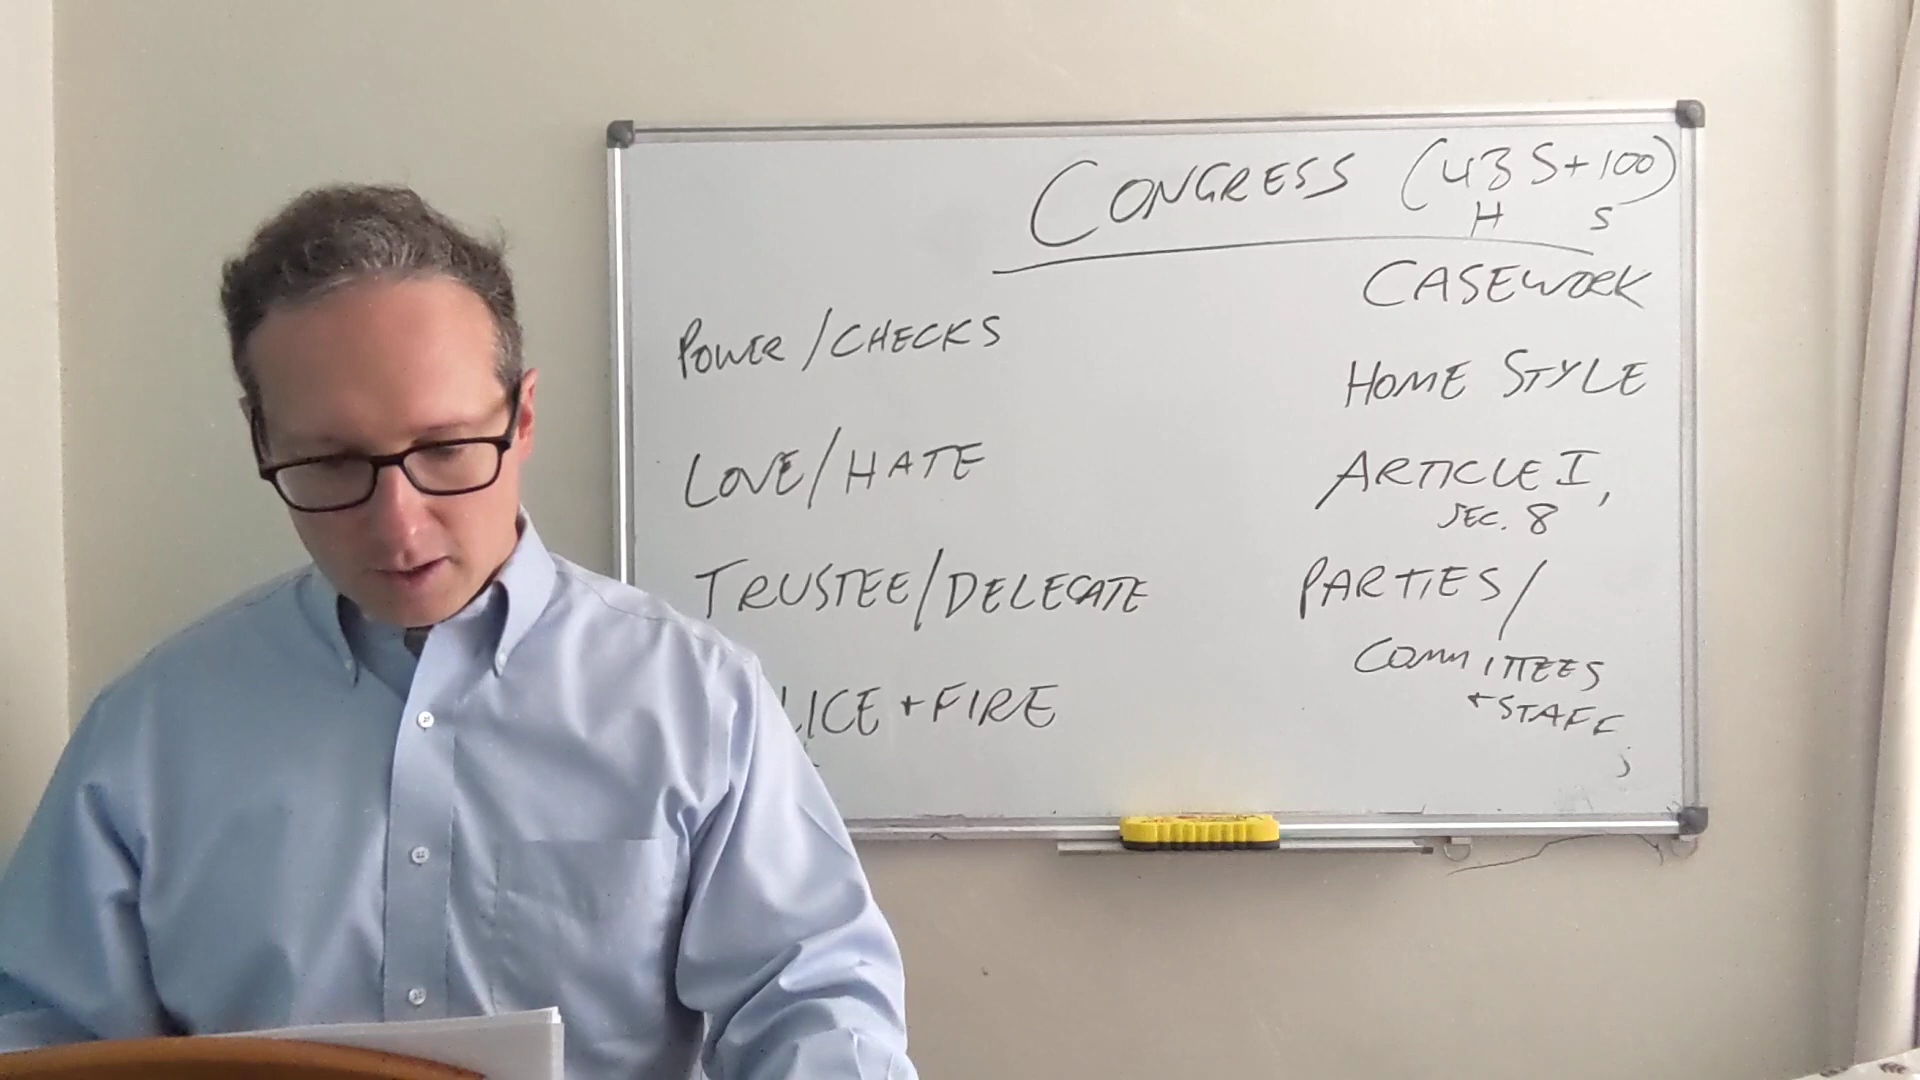 CONGRESS (435+100)
H S
POWER/CHECKS
LOVE/HATE
TRUSTEE/DELEGATE
LICE + FIRE
CASEWORK
HOME STYLE
ARTICLE I,
SEC. 8
PARTIES/
COMMITTEES
+ STAFF